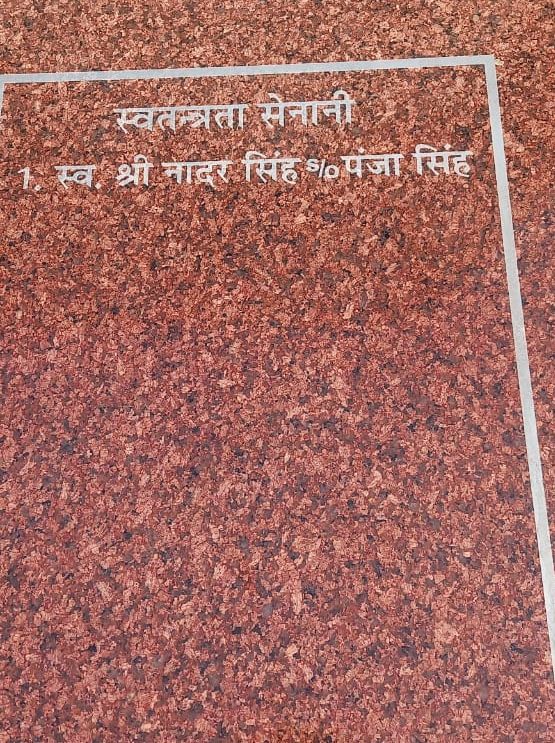 स्वतन्त्रता सेनानी
1. स्व. श्री नादर सिंह s/o पंजा सिंह